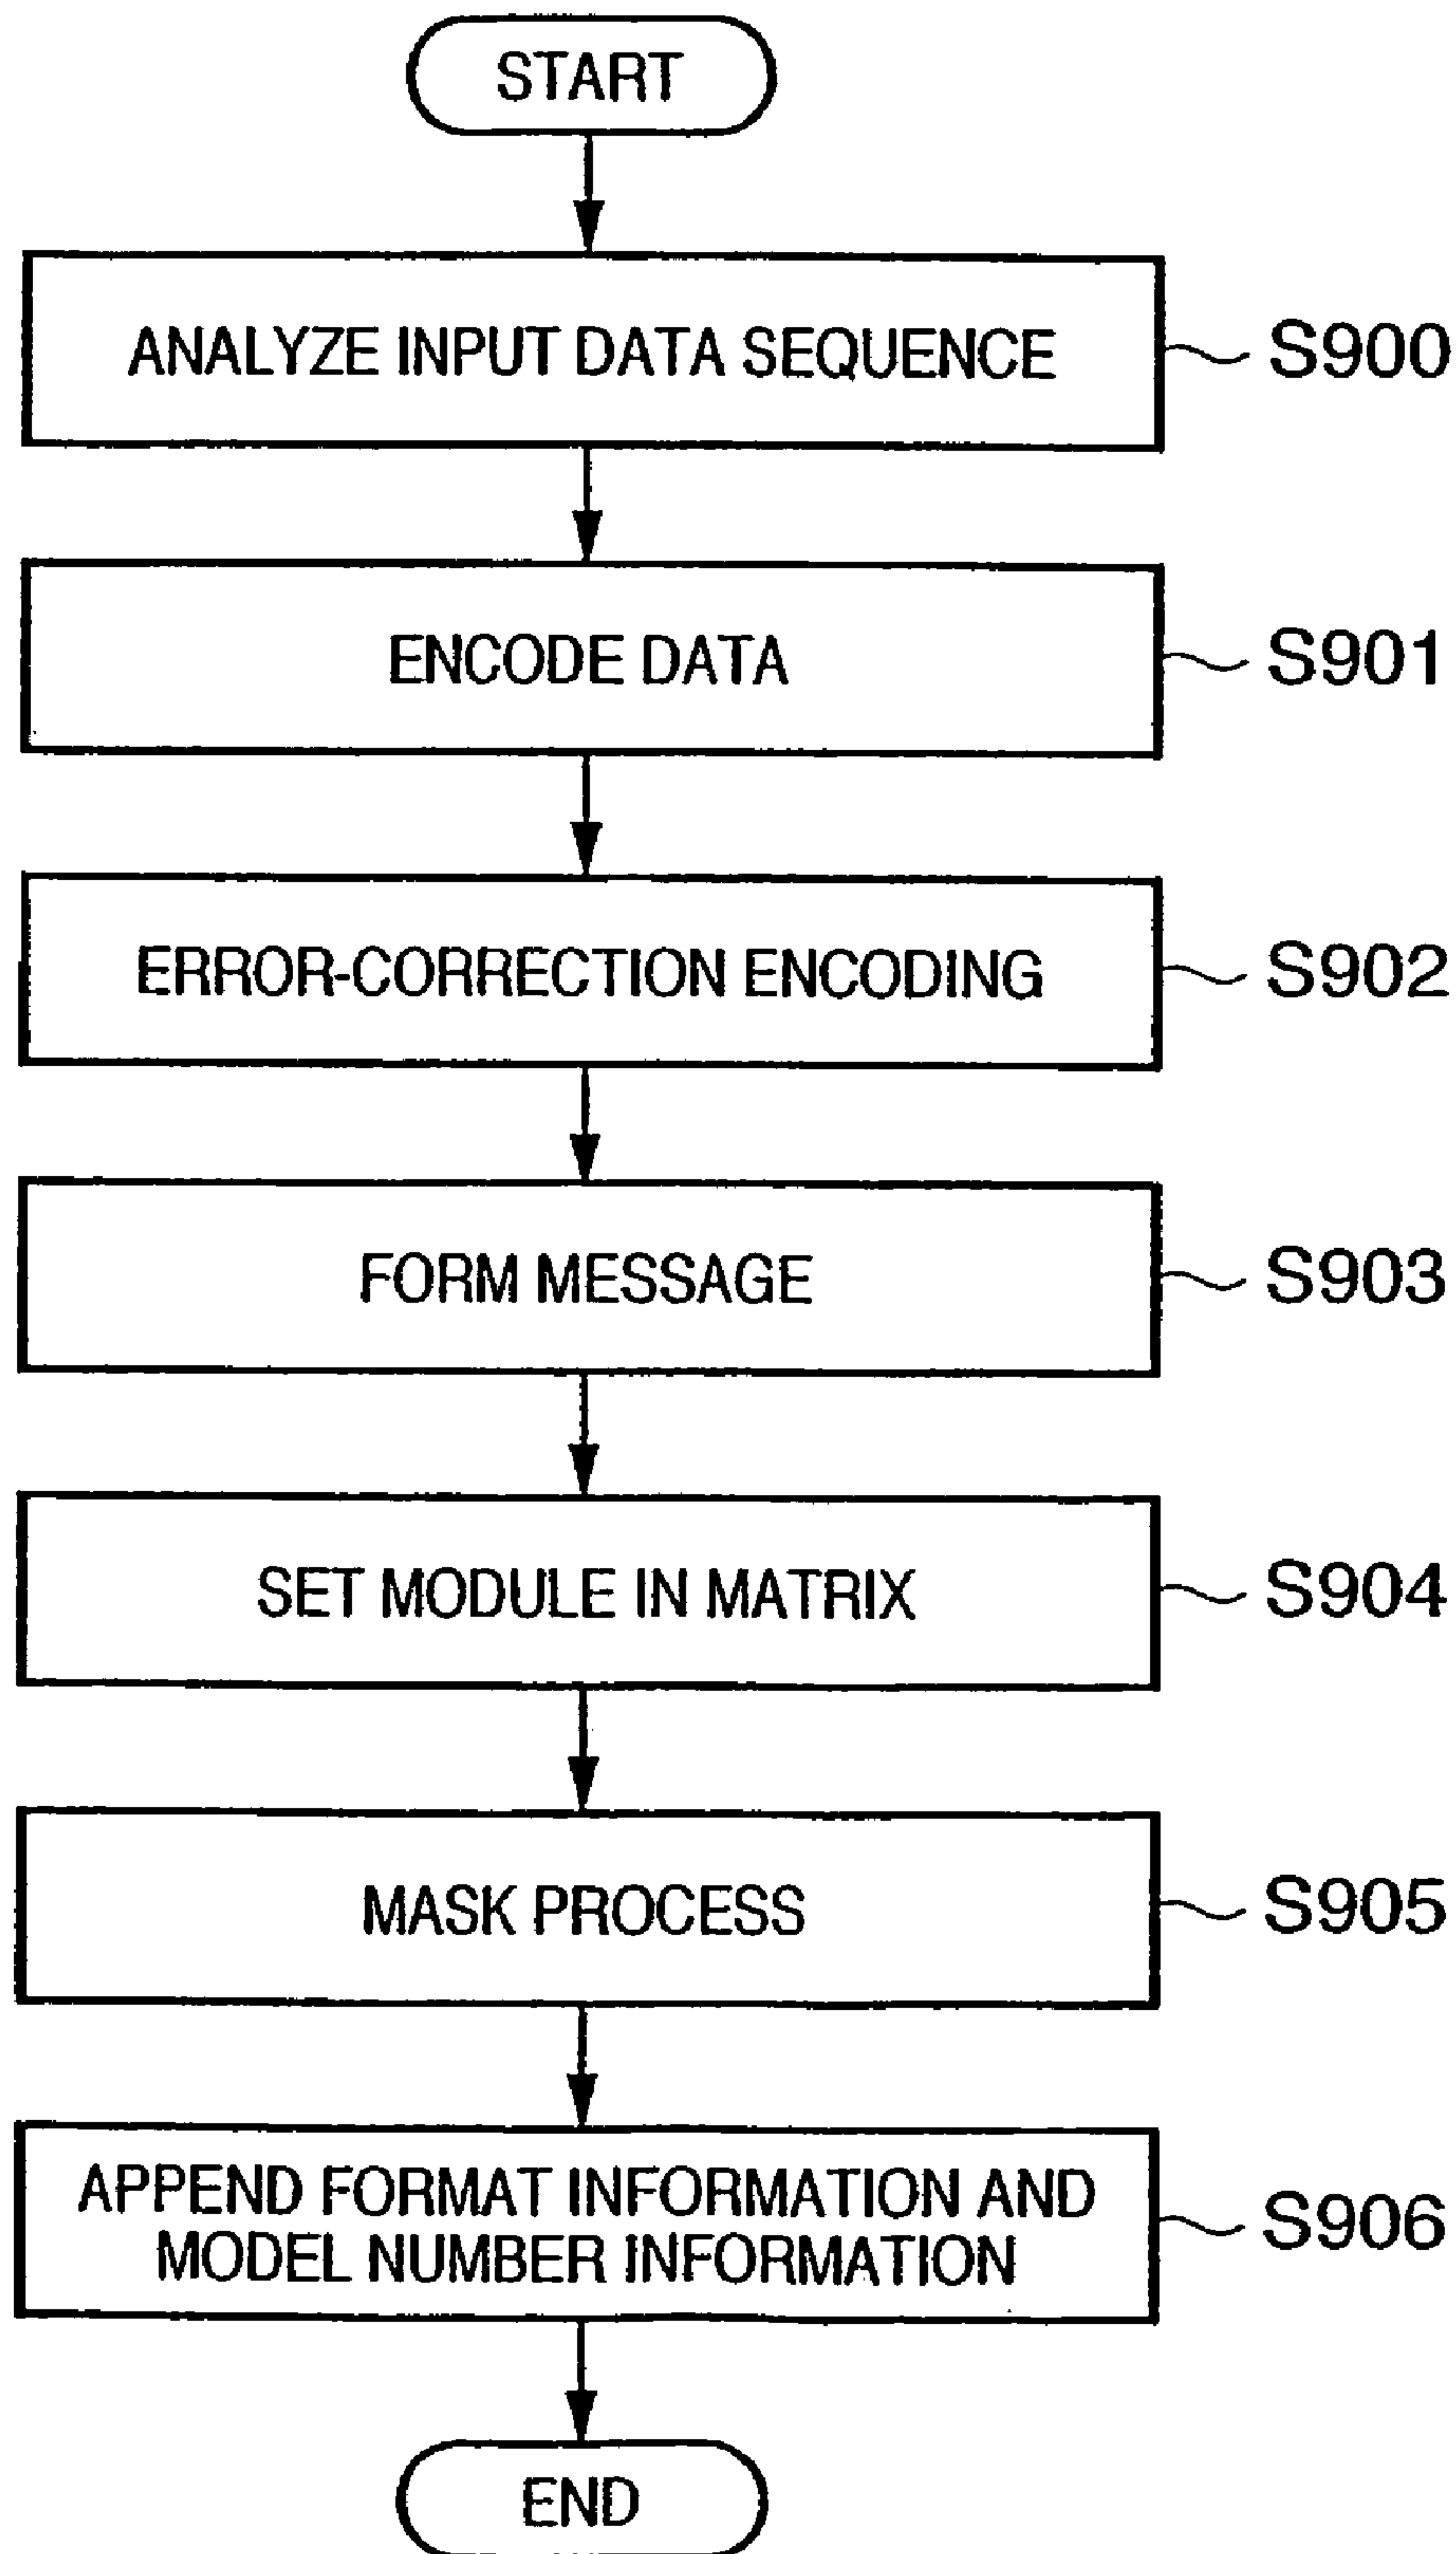 START
ANALYZE INPUT DATA SEQUENCE
S900
ENCODE DATA
S901
ERROR-CORRECTION ENCODING
S902
FORM MESSAGE
S903
SET MODULE IN MATRIX
S904
MASK PROCESS
S905
APPEND FORMAT INFORMATION AND
MODEL NUMBER INFORMATION
S906
END